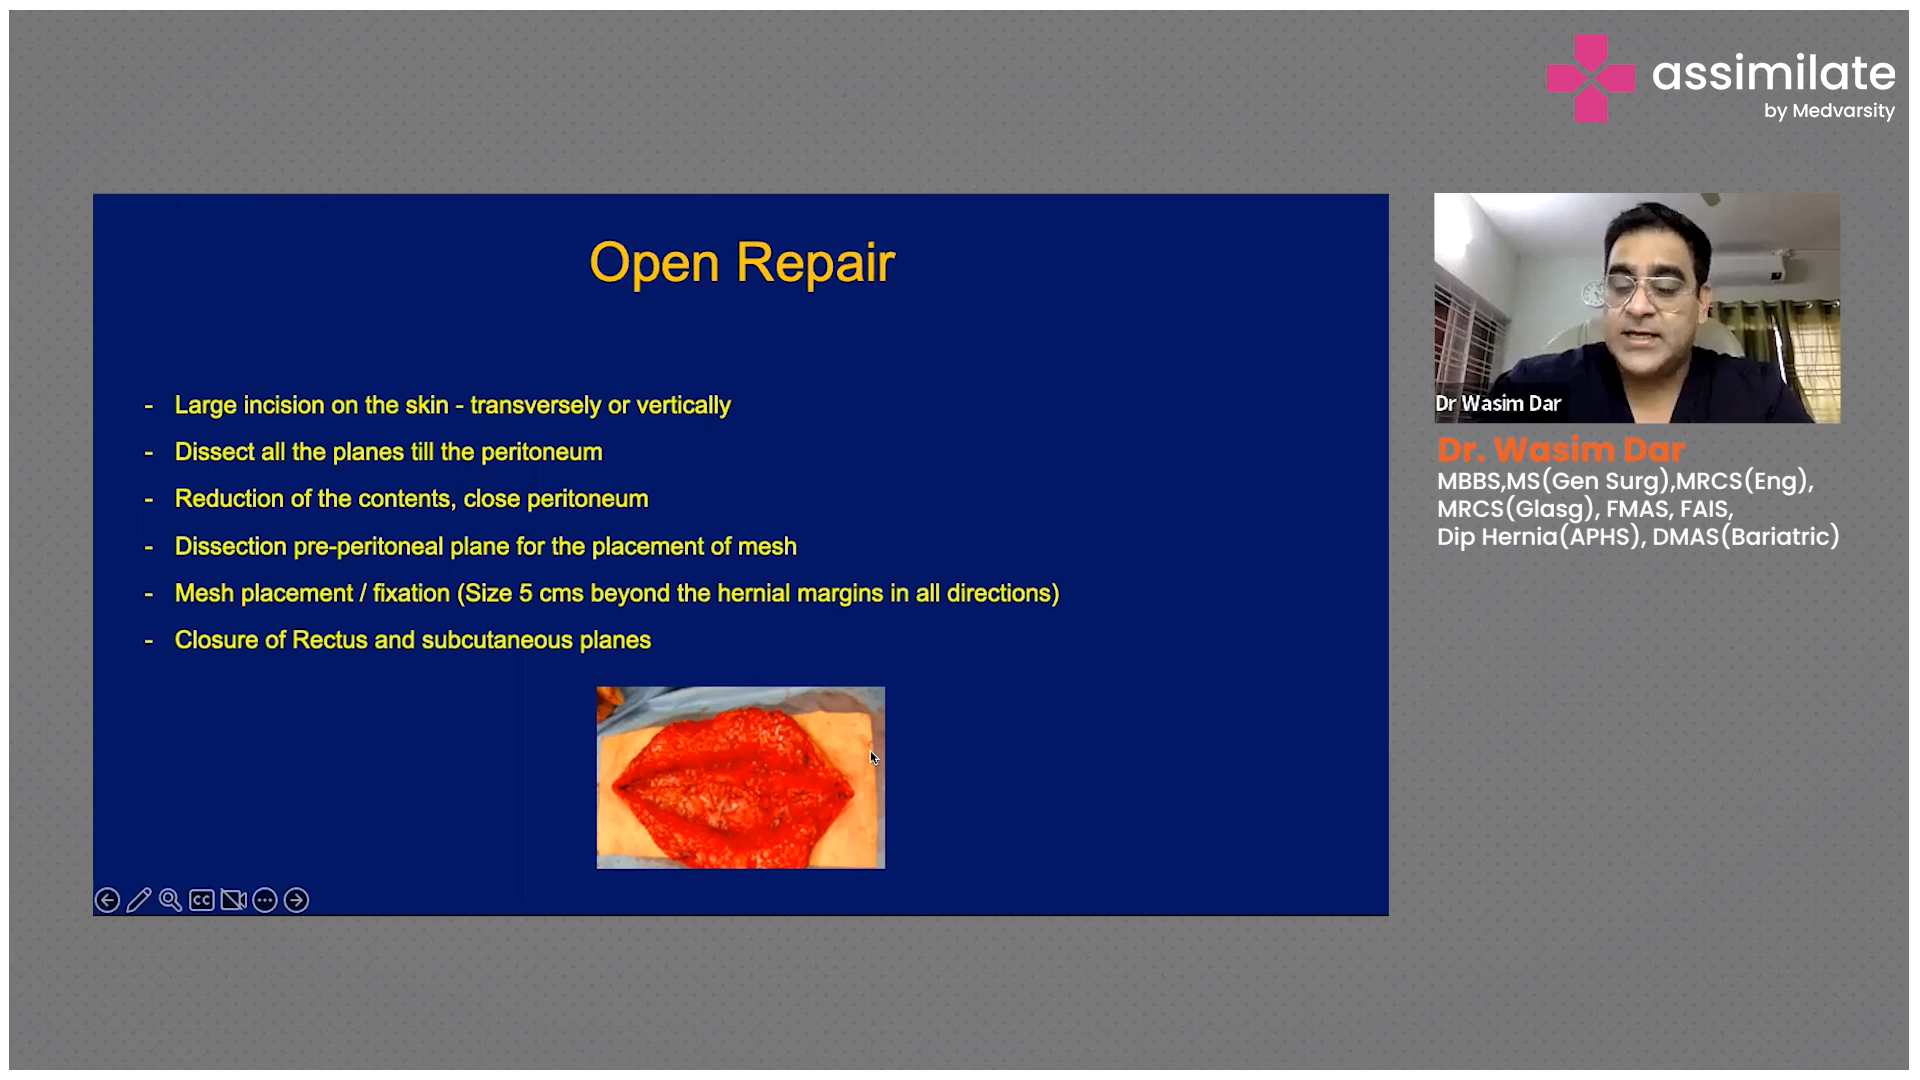 assimilate
by Medvarsity
Open Repair
- Large incision on the skin - transversely or vertically
- Dissect all the planes till the peritoneum
- Reduction of the contents, close peritoneum
- Dissection pre-peritoneal plane for the placement of mesh
- Mesh placement / fixation (Size 5 cms beyond the hernial margins in all directions)
- Closure of Rectus and subcutaneous planes
CC
Dr Wasim Dar
Dr. Wasim Dar
MBBS,MS(Gen Surg),MRCS(Eng),
MRCS(Glasg), FMAS, FAIS,
Dip Hernia(APHS), DMAS(Bariatric)